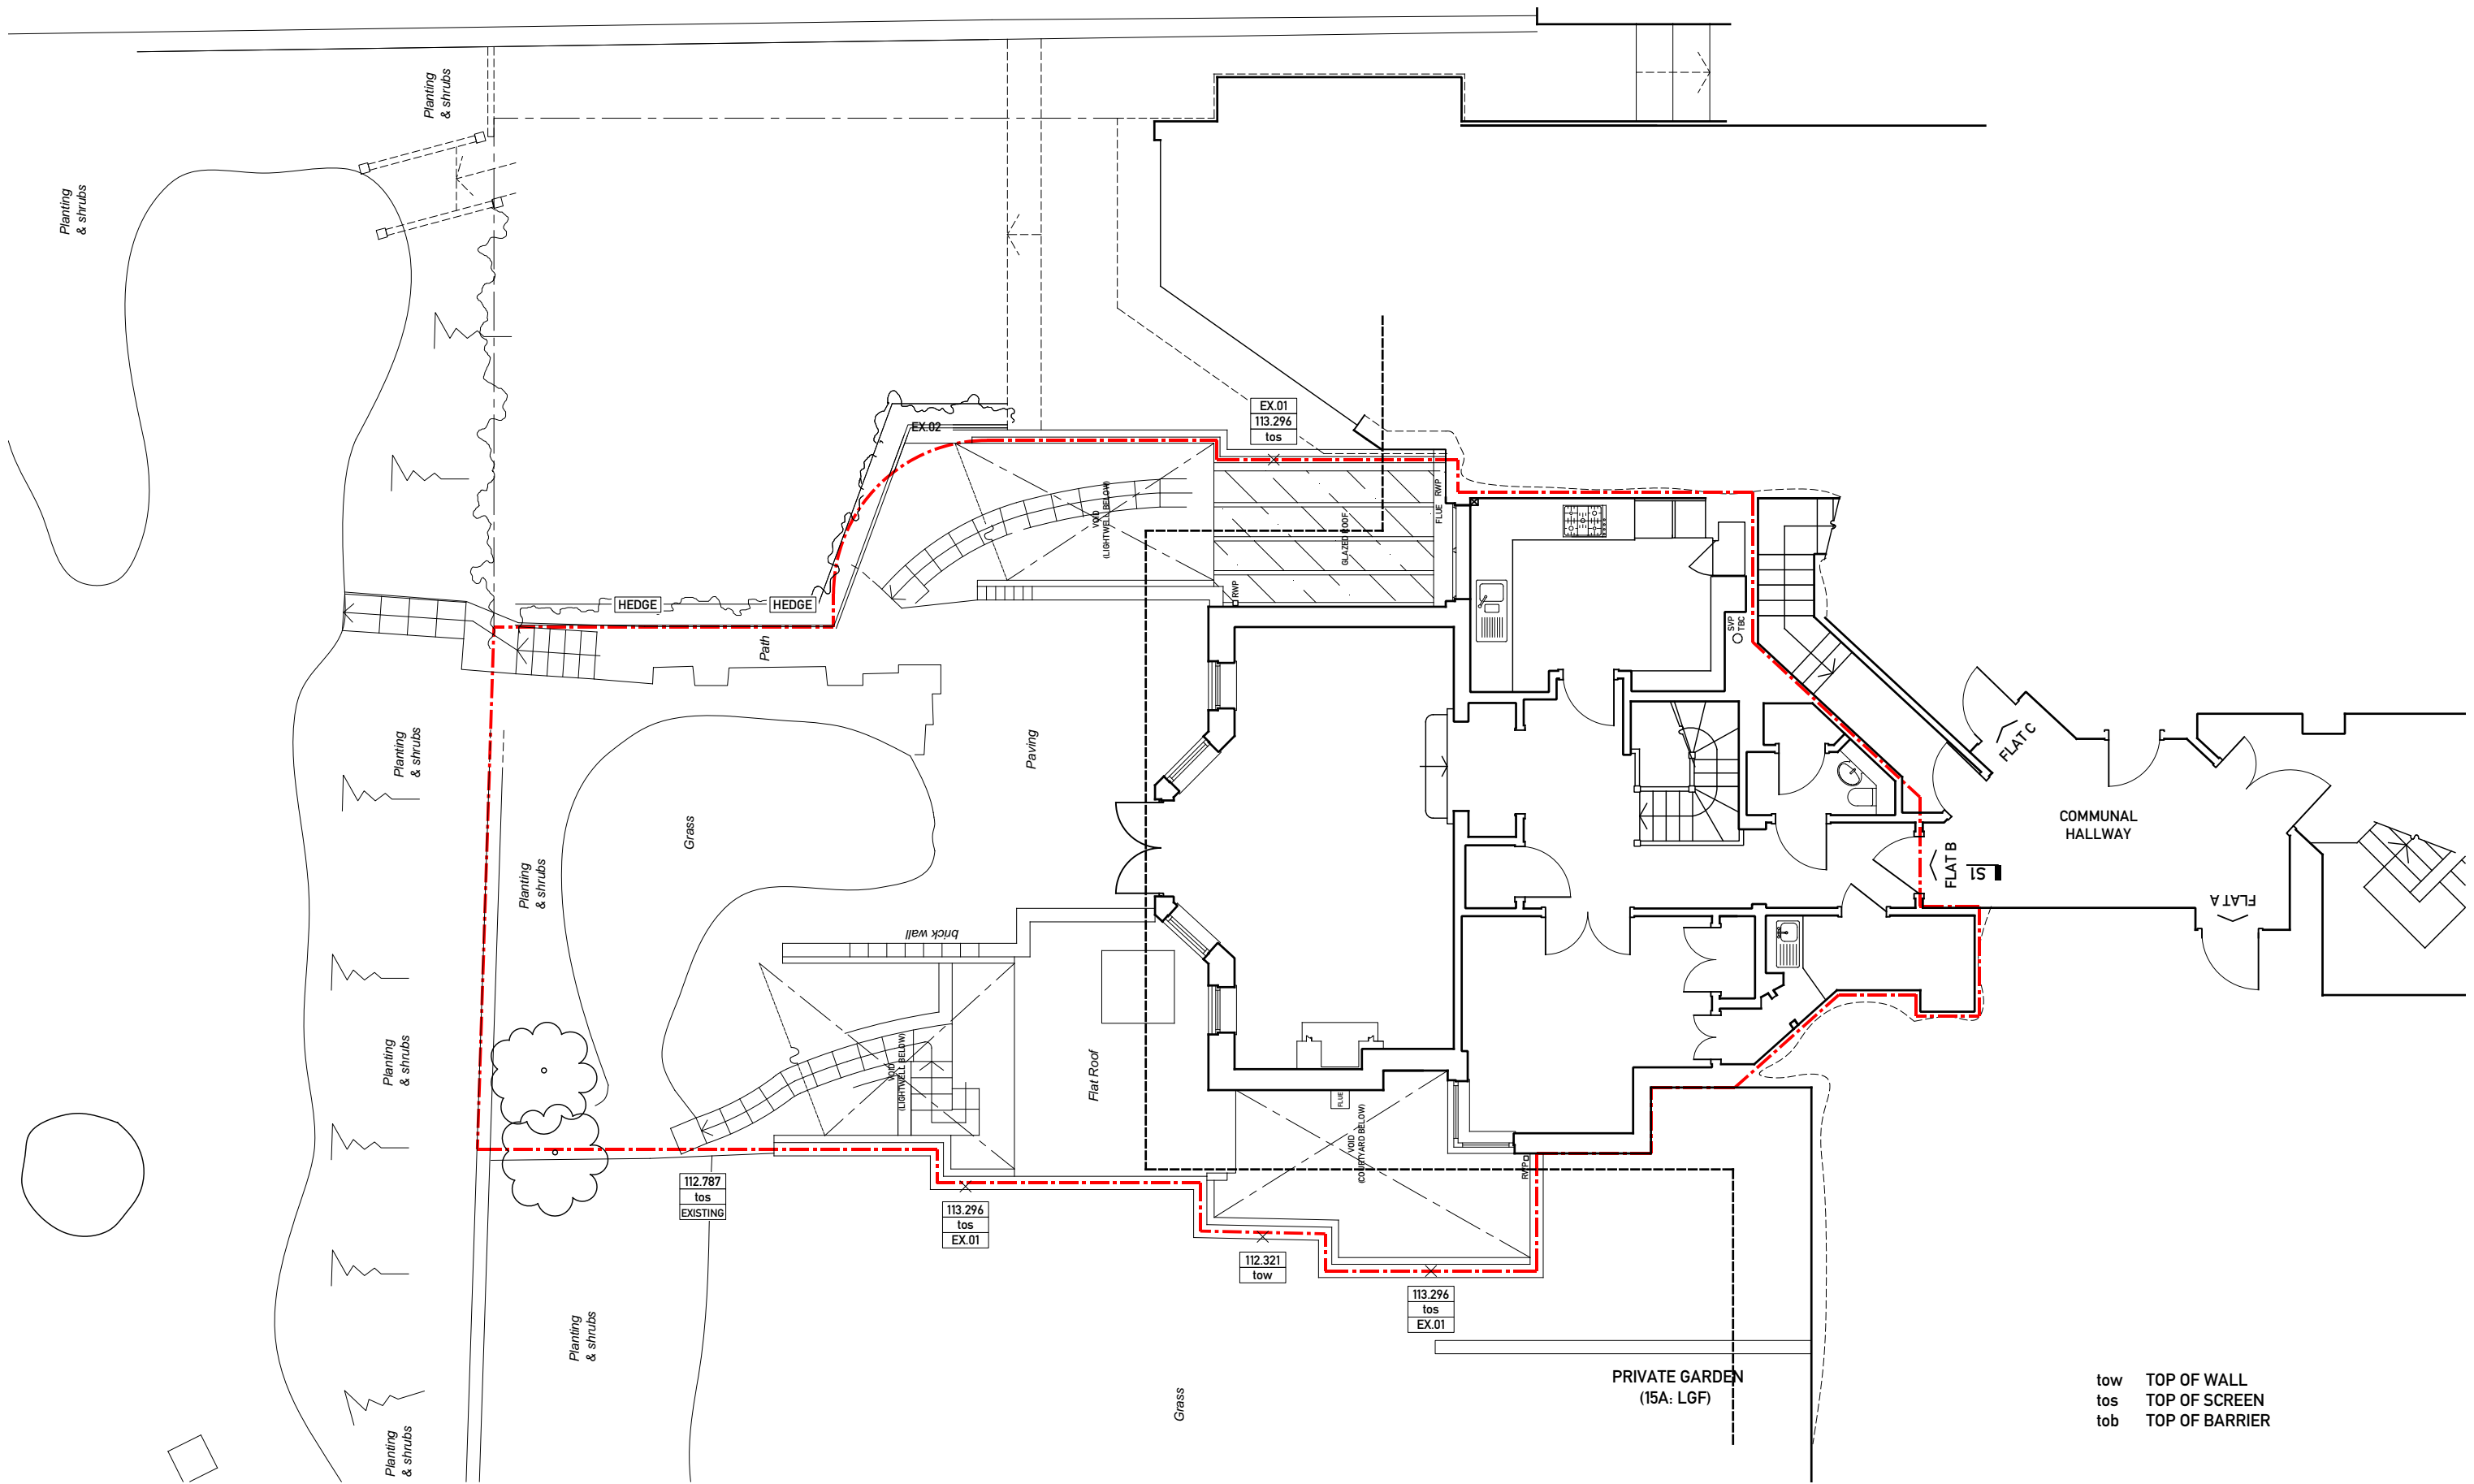 Planting
& shrubs
Planting
& shrubs
EX.01
113.296
tos
EX.02
VOID
(LIGHTWELL BELOW)
GLAZED ROOF
FLUE
RWP
RWP
HEDGE
HEDGE
Path
SVP
TBC
Planting
& shrubs
Paving
Grass
Planting
& shrubs
FLAT C
COMMUNAL
HALLWAY
FLAT B
S1
FLAT A
brick wall
Planting
& shrubs
VOID
(LIGHTWELL BELOW)
Flat Roof
FLUE
VOID
(COURTYARD BELOW)
RWP
112.787
tos
EXISTING
113.296
tos
EX.01
112.321
tow
113.296
tos
EX.01
Planting
& shrubs
Grass
PRIVATE GARDEN
(15A: LGF)
Planting
& shrubs
tow TOP OF WALL
tos TOP OF SCREEN
tob TOP OF BARRIER